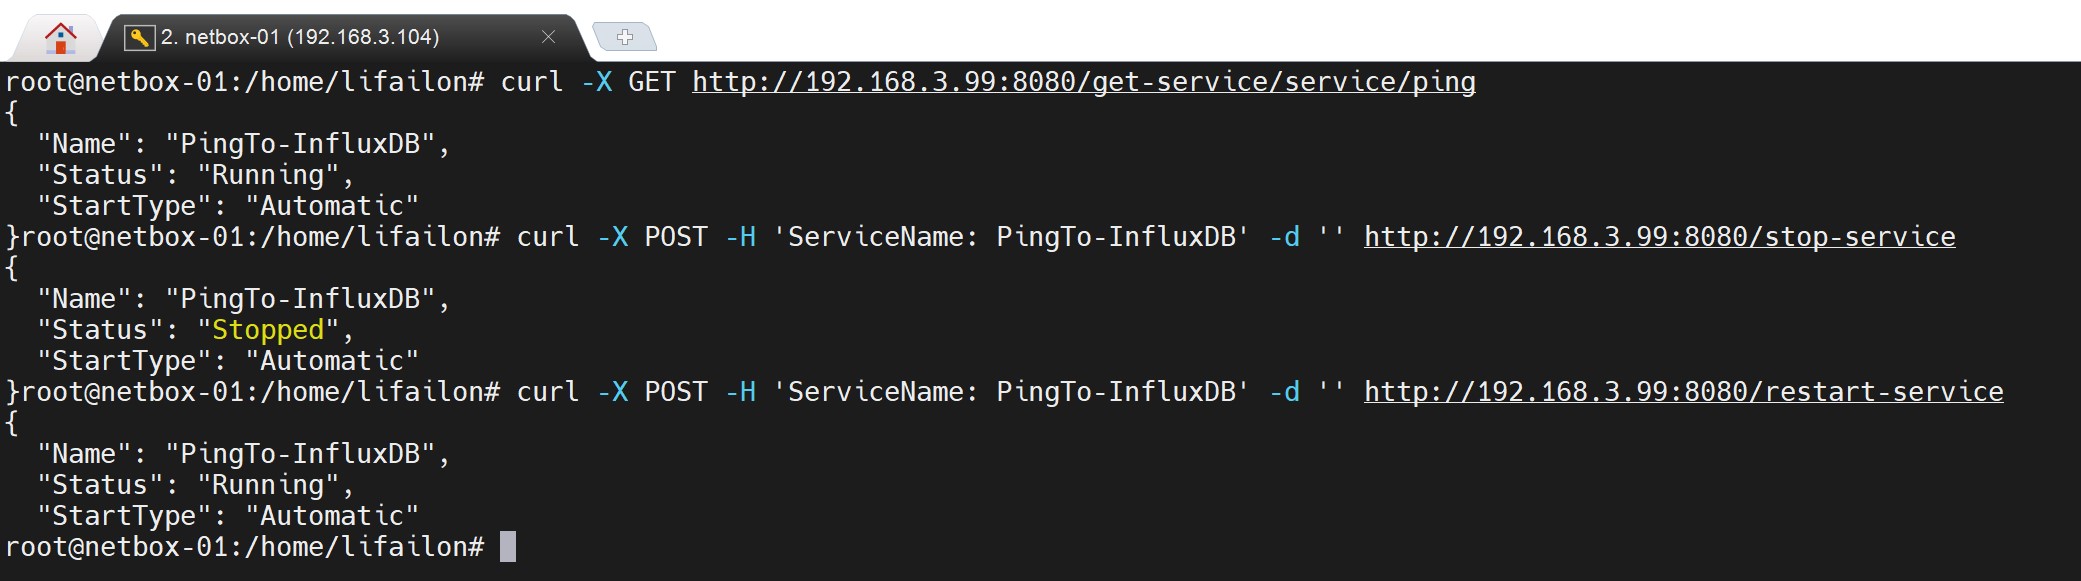 2. netbox-01 (192.168.3.104)
root@netbox-01:/home/lifailon# curl -X GET http://192.168.3.99:8080/get-service/service/ping
{
  "Name": "PingTo-InfluxDB",
  "Status": "Running",
  "StartType": "Automatic"
}root@netbox-01:/home/lifailon# curl -X POST -H 'ServiceName: PingTo-InfluxDB' -d '' http://192.168.3.99:8080/stop-service
{
  "Name": "PingTo-InfluxDB",
  "Status": "Stopped",
  "StartType": "Automatic"
}root@netbox-01:/home/lifailon# curl -X POST -H 'ServiceName: PingTo-InfluxDB' -d '' http://192.168.3.99:8080/restart-service
{
  "Name": "PingTo-InfluxDB",
  "Status": "Running",
  "StartType": "Automatic"
root@netbox-01:/home/lifailon#